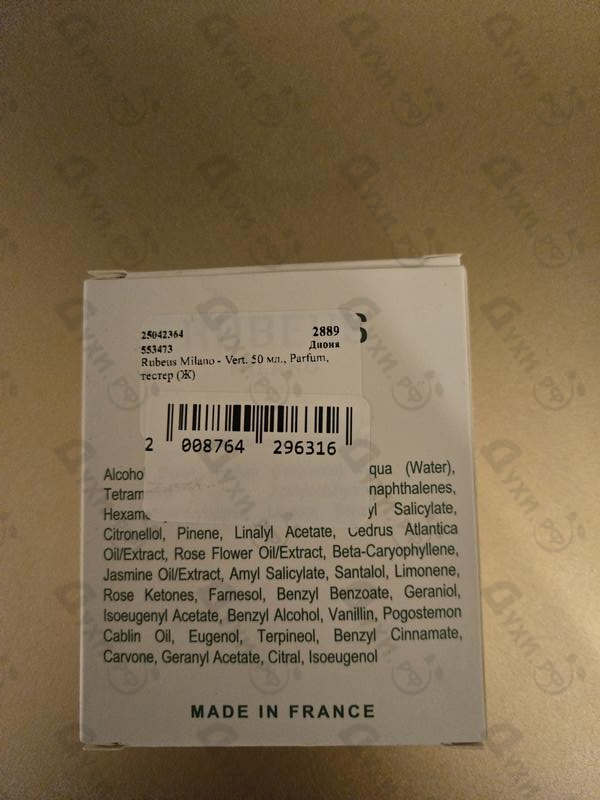 25042364 2889
553473 Диона
Rubeus Milano - Vert. 50 мл., Parfum,
тестер (Ж)
2 008764 296316
Alcoho qua (Water),
Tetram naphthalenes,
Hexam yl Salicylate,
Citronellol, Pinene, Linalyl Acetate, Cedrus Atlantica
Oil/Extract, Rose Flower Oil/Extract, Beta-Caryophyllene,
Jasmine Oil/Extract, Amyl Salicylate, Santalol, Limonene,
Rose Ketones, Farnesol, Benzyl Benzoate, Geraniol,
Isoeugenyl Acetate, Benzyl Alcohol, Vanillin, Pogostemon
Cablin Oil, Eugenol, Terpineol, Benzyl Cinnamate,
Carvone, Geranyl Acetate, Citral, Isoeugenol
MADE IN FRANCE
Духи.рф